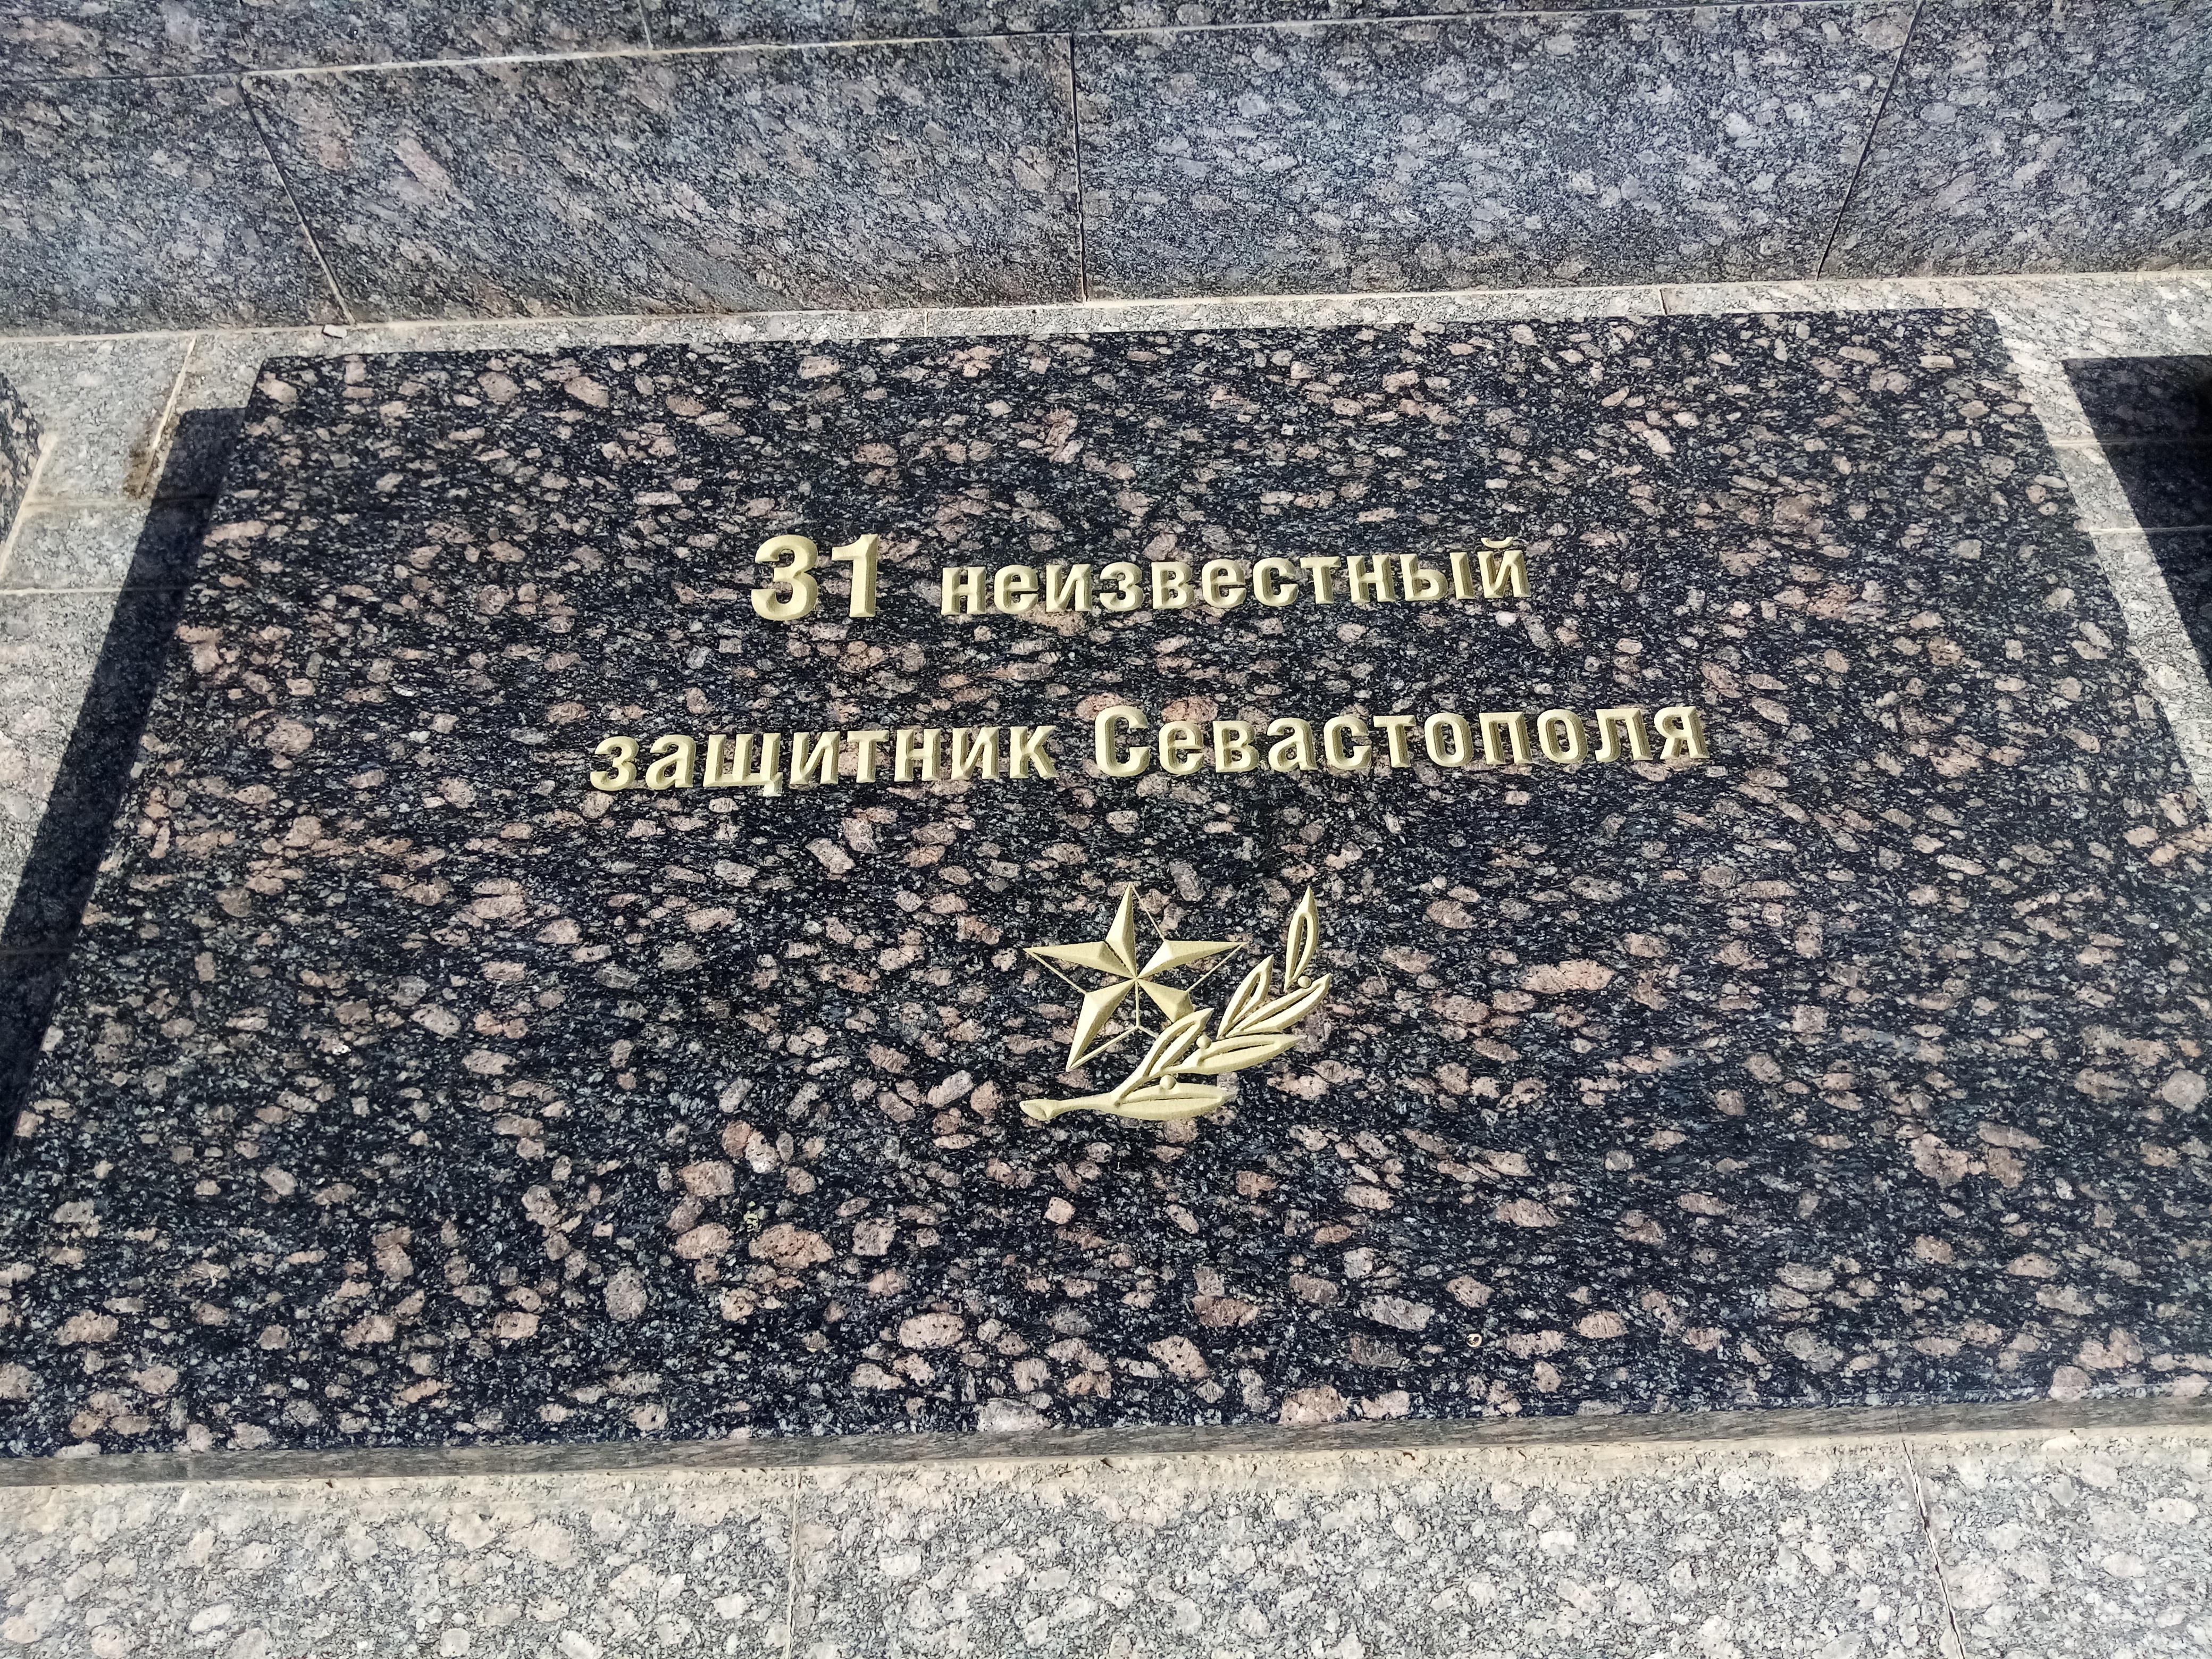 31 неизвестный
защитник Севастополя